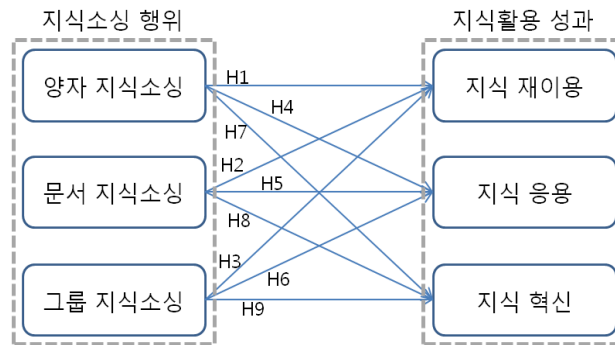 지식소싱 행위
지식활용 성과
양자 지식소싱
H1
지식 재이용
H4
H7
H2
문서 지식소싱
H5
지식 응용
H8
H3
그룹 지식소싱
H6
지식 혁신
H9